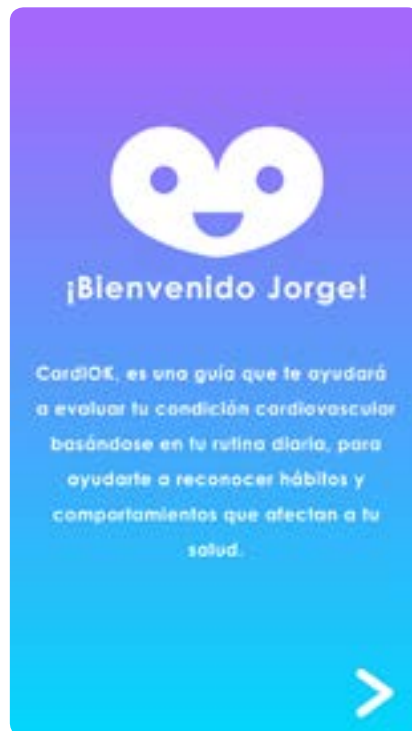 ¡Bienvenido Jorge!
CardIOK, es una guía que te ayudará
a evaluar tu condición cardiovascular
basándose en tu rutina diaria, para
ayudarte a reconocer hábitos y
comportamientos que afectan a tu
salud.